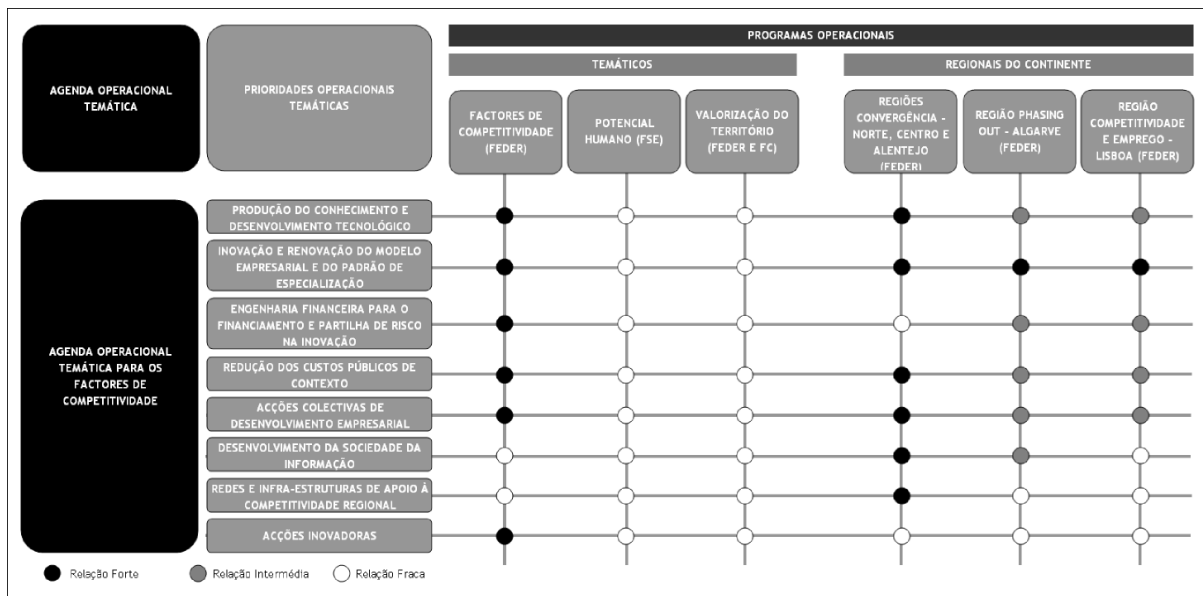 PROGRAMAS OPERACIONAIS
TEMÁTICOS
REGIONAIS DO CONTINENTE
AGENDA OPERACIONAL
TEMÁTICA
PRIORIDADES OPERACIONAIS
TEMÁTICAS
FACTORES DE
COMPETITIVIDADE
(FEDER)
POTENCIAL
HUMANO (FSE)
VALORIZAÇÃO DO
TERRITÓRIO
(FEDER E FC)
REGIÕES
CONVERGÊNCIA -
NORTE, CENTRO E
ALENTEJO
(FEDER)
REGIÃO PHASING
OUT - ALGARVE
(FEDER)
REGIÃO
COMPETITIVIDADE
E EMPREGO -
LISBOA (FEDER)
AGENDA OPERACIONAL
TEMÁTICA PARA OS
FACTORES DE
COMPETITIVIDADE
PRODUÇÃO DO CONHECIMENTO E
DESENVOLVIMENTO TECNOLÓGICO
INOVAÇÃO E RENOVAÇÃO DO MODELO
EMPRESARIAL E DO PADRÃO DE
ESPECIALIZAÇÃO
ENGENHARIA FINANCEIRA PARA O
FINANCIAMENTO E PARTILHA DE RISCO
NA INOVAÇÃO
REDUÇÃO DOS CUSTOS PÚBLICOS DE
CONTEXTO
ACÇÕES COLECTIVAS DE
DESENVOLVIMENTO EMPRESARIAL
DESENVOLVIMENTO DA SOCIEDADE DA
INFORMAÇÃO
REDES E INFRA-ESTRUTURAS DE APOIO À
COMPETITIVIDADE REGIONAL
ACÇÕES INOVADORAS
Relação Forte
Relação Intermédia
Relação Fraca